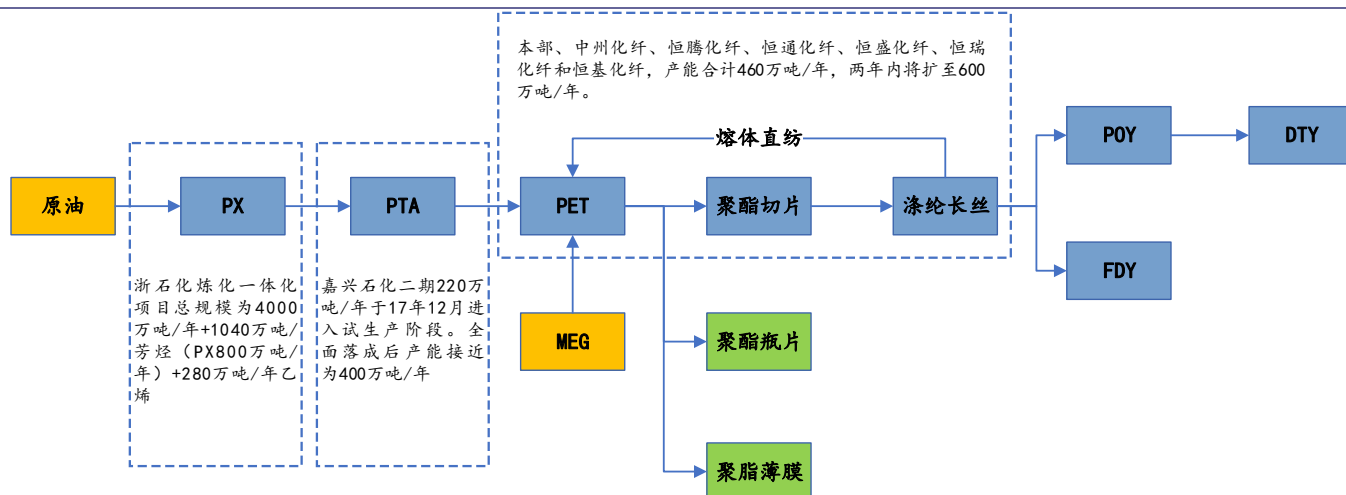 本部、中州化纤、恒腾化纤、恒通化纤、恒盛化纤、恒瑞
化纤和恒基化纤，产能合计460万吨/年，两年内将扩至600
万吨/年。
熔体直纺
POY
DTY
原油
PX
PTA
PET
聚酯切片
涤纶长丝
FDY
浙石化炼化一体化
项目总规模为4000
万吨/年+1040万吨/
芳烃（PX800万吨/
年）+280万吨/年乙
烯
嘉兴石化二期220万
吨/年于17年12月进
入试生产阶段。全
面落成后产能接近
为400万吨/年
MEG
聚酯瓶片
聚脂薄膜